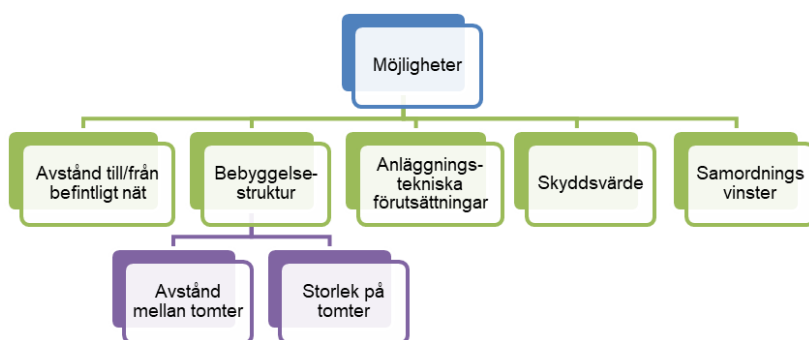 Möjligheter
Avstånd till/från
befintligt nät
Bebyggelse-
struktur
Anläggnings-
tekniska
förutsättningar
Skyddsvärde
Samordnings
vinster
Avstånd
mellan tomter
Storlek på
tomter